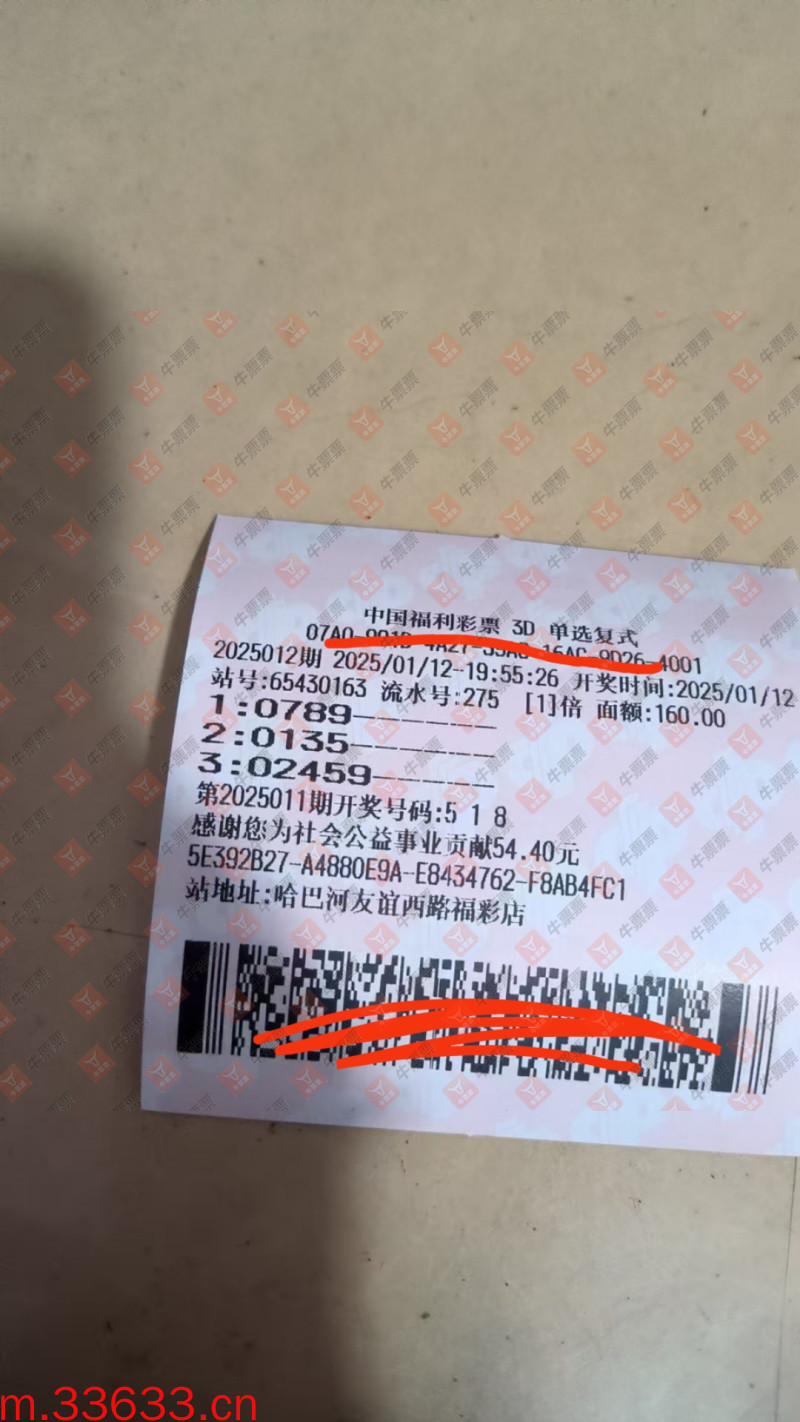 中国福利彩票 3D 单选复式
4001
2025012期 2025/01/12-19:55:26 开奖时间:2025/01/12
站号:65430163 流水号:275 [1]倍 面额:160.00
1:0789———————
2:0135———————
3:02459——————
第2025011期开奖号码:5 1 8
感谢您为社会公益事业贡献54.40元
5E392B27-A4880E9A-E8434762-F8AB4FC1
站地址:哈巴河友谊西路福彩店
牛票票
m.33633.cn